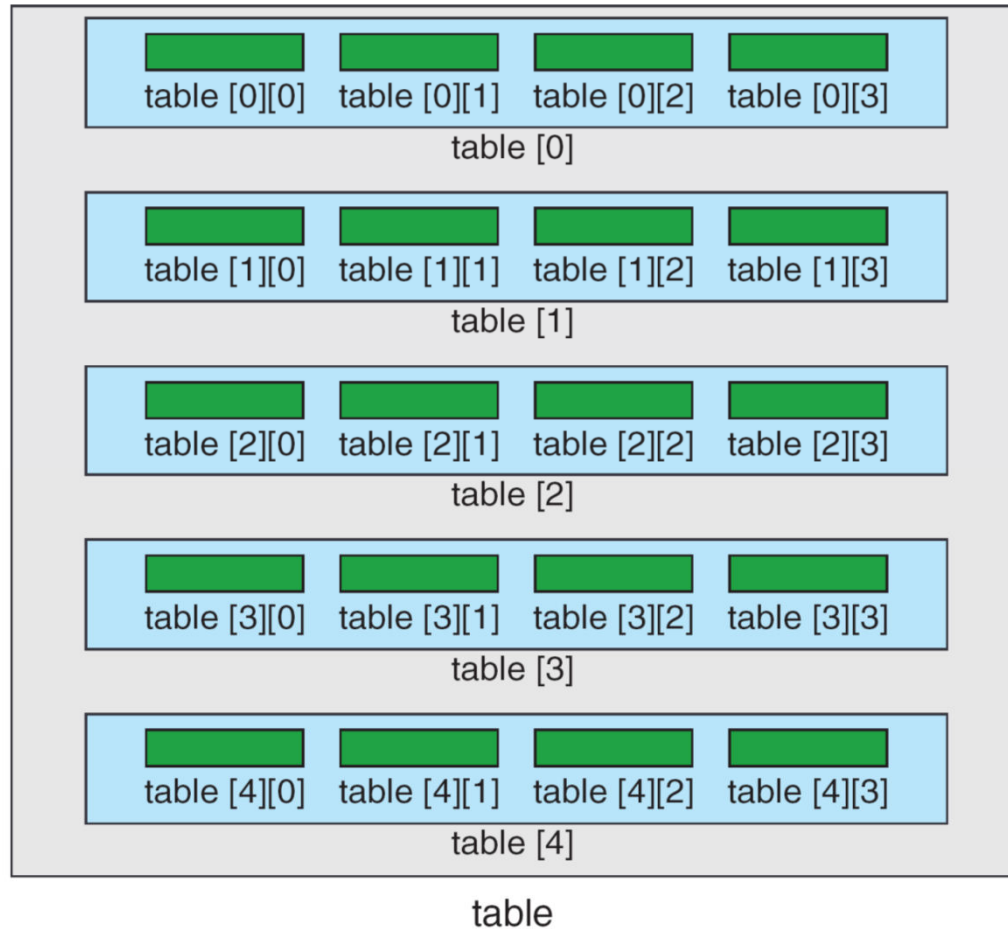 table [0][0] table [0][1] table [0][2] table [0][3]
table [0]
table [1][0] table [1][1] table [1][2] table [1][3]
table [1]
table [2][0] table [2][1] table [2][2] table [2][3]
table [2]
table [3][0] table [3][1] table [3][2] table [3][3]
table [3]
table [4][0] table [4][1] table [4][2] table [4][3]
table [4]
table